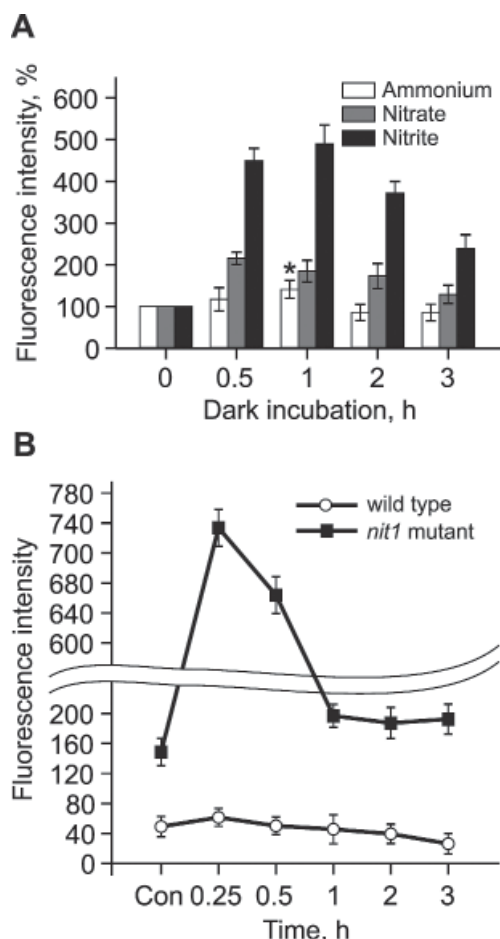 A
Fluorescence intensity, %
600
500
400
300
200
100
0
Ammonium
Nitrate
Nitrite
*
0 0.5 1 2 3
Dark incubation, h
B
Fluorescence intensity
780
740
700
640
600
200
160
120
80
40
0
wild type
nit1 mutant
Con 0.25 0.5 1 2 3
Time, h